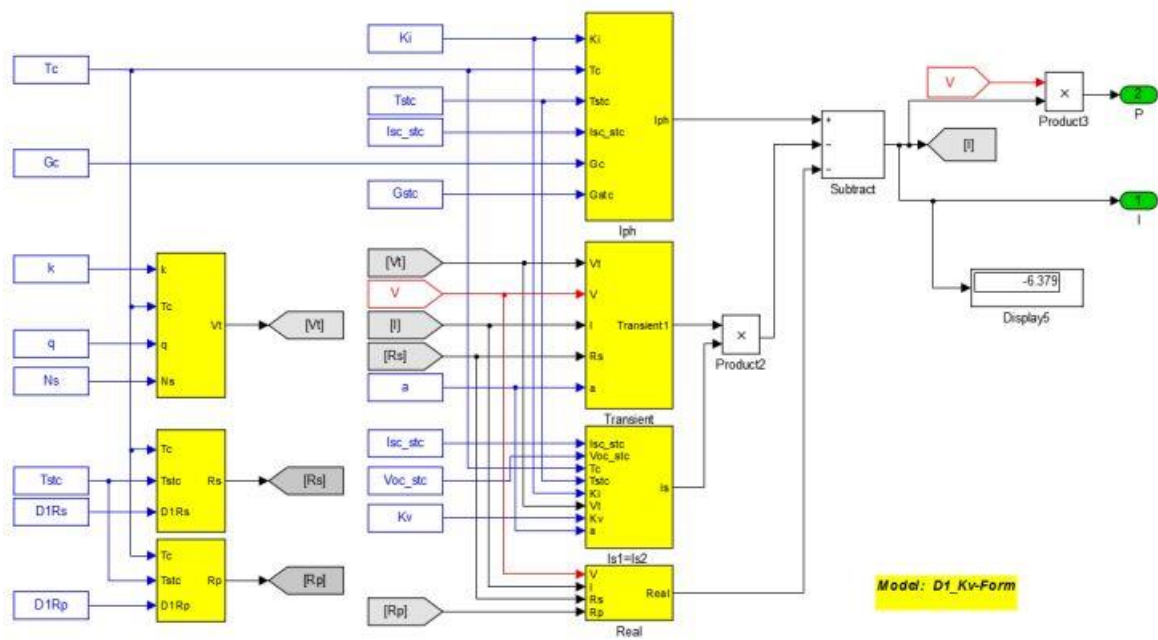 Tc
Gc
k
q
Ns
Tstc
D1Rs
D1Rp
k
Tc
q
Ns
Vt
[Vt]
Tc
Tstc
D1Rs
Rs
[Rs]
Tc
Tstc
D1Rp
Rp
[Rp]
Ki
Tstc
Isc_stc
Gstc
Ki
Tc
Tstc
Isc_stc
Gc
Gstc
Iph
Iph
[Vt]
V
[I]
[Rs]
a
Vt
V
I
Rs
a
Transient1
Transient
Isc_stc
Voc_stc
Kv
Isc_stc
Voc_stc
Tc
Tstc
Ki
Vt
Kv
a
Is
Is1=Is2
[Rp]
V
I
Rs
Rp
Real
Real
×
Product2
+
−
−
Subtract
V
×
Product3
[I]
2
P
1
I
-6.379
Display5
Model: D1_Kv-Form